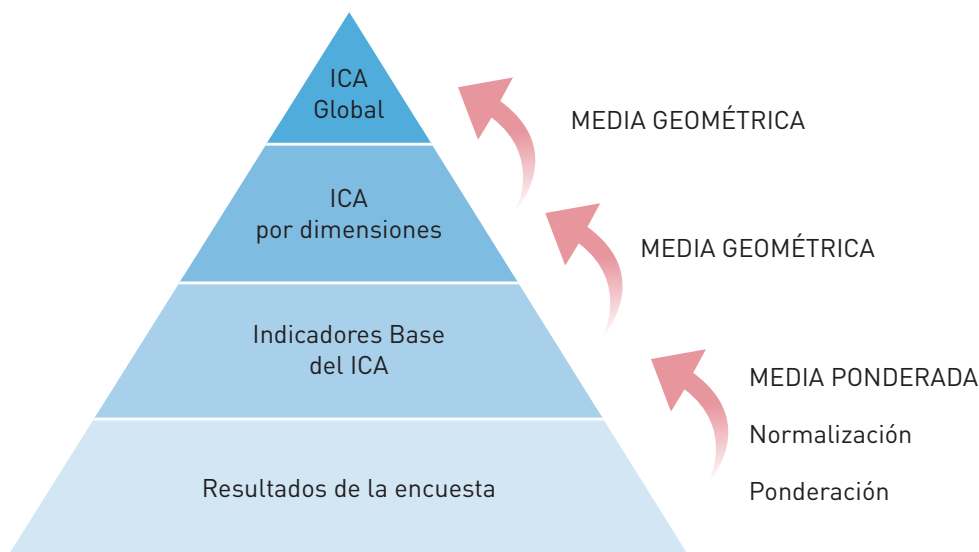 ICA
Global
MEDIA GEOMÉTRICA
ICA
por dimensiones
MEDIA GEOMÉTRICA
Indicadores Base
del ICA
MEDIA PONDERADA
Normalización
Ponderación
Resultados de la encuesta